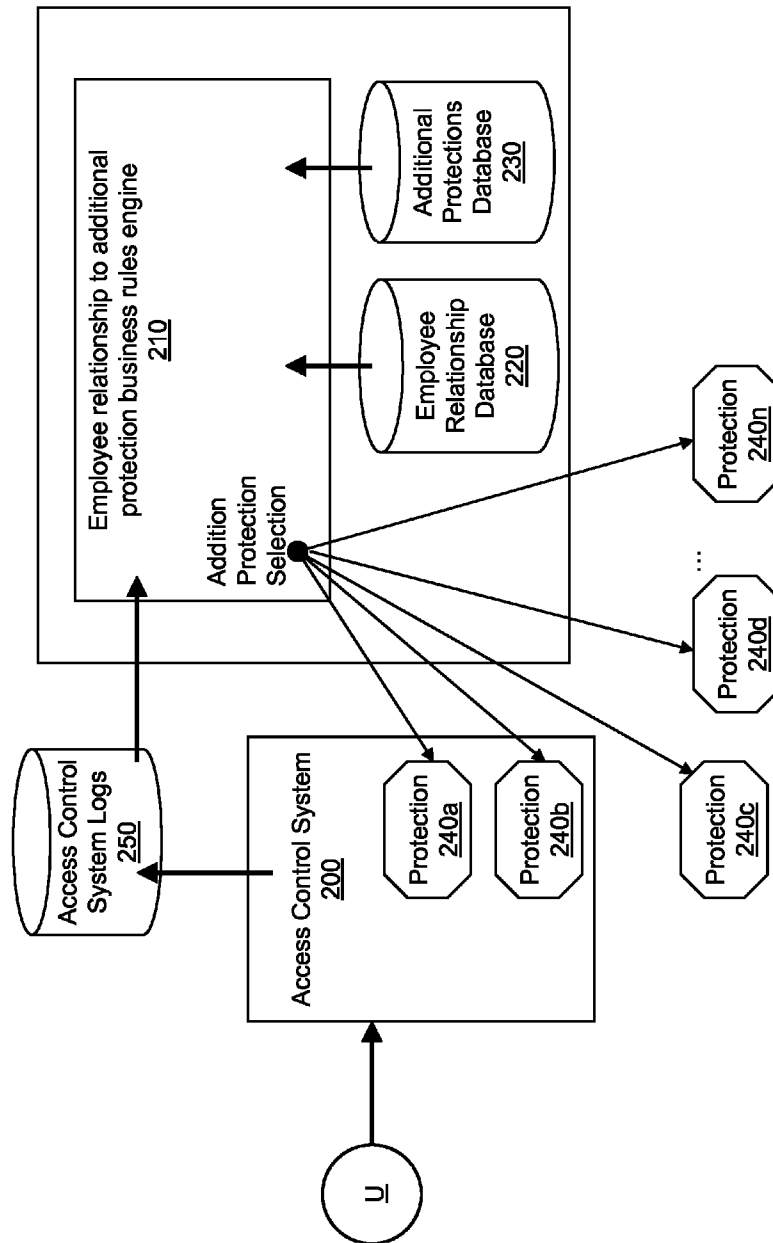 U
Access Control
System Logs
250
Access Control System
200
Protection
240a
Protection
240b
Protection
240c
Employee relationship to additional
protection business rules engine
210
Addition
Protection
Selection
Employee
Relationship
Database
220
Additional
Protections
Database
230
Protection
240d
...
Protection
240n